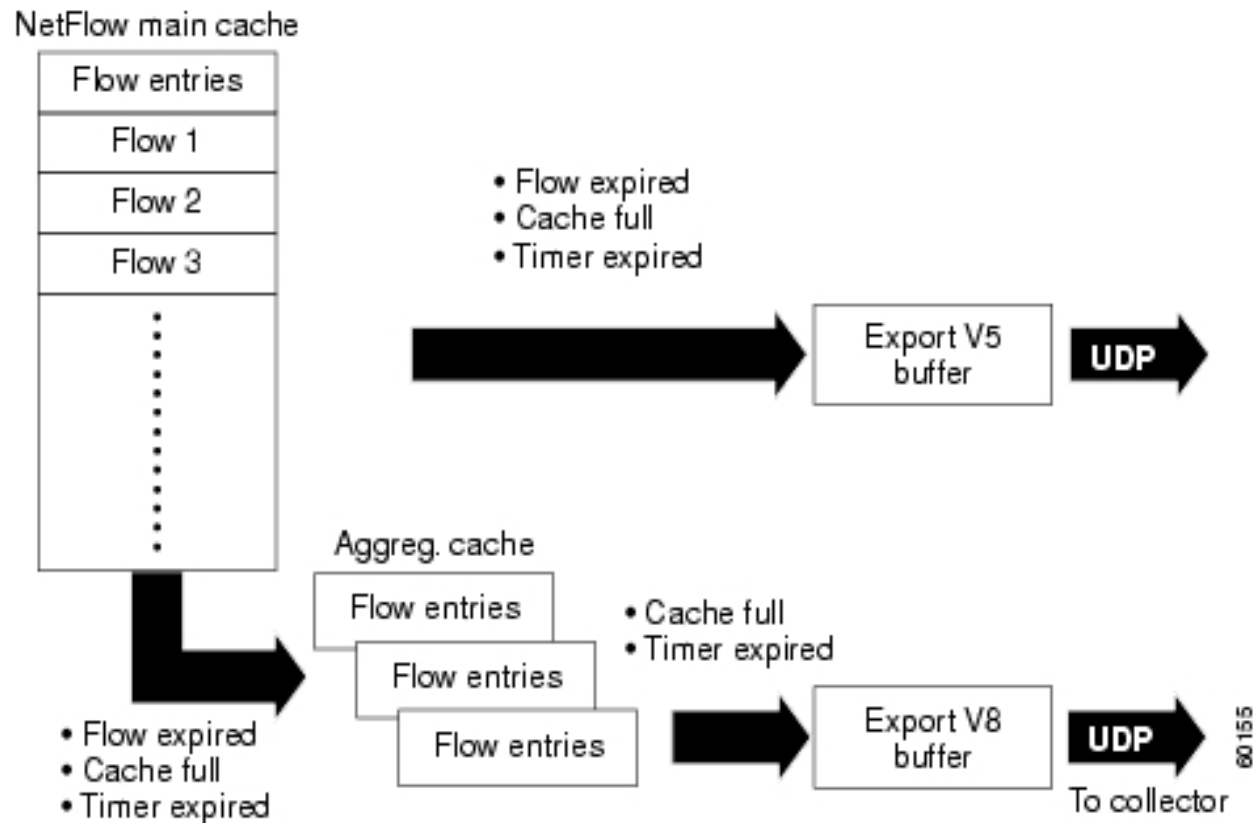 NetFlow main cache
Flow entries
Flow 1
Flow 2
Flow 3
• Flow expired
• Cache full
• Timer expired
Export V5
buffer
UDP
Aggreg. cache
Flow entries
Flow entries
Flow entries
• Flow expired
• Cache full
• Timer expired
• Cache full
• Timer expired
Export V8
buffer
UDP
To collector
60155